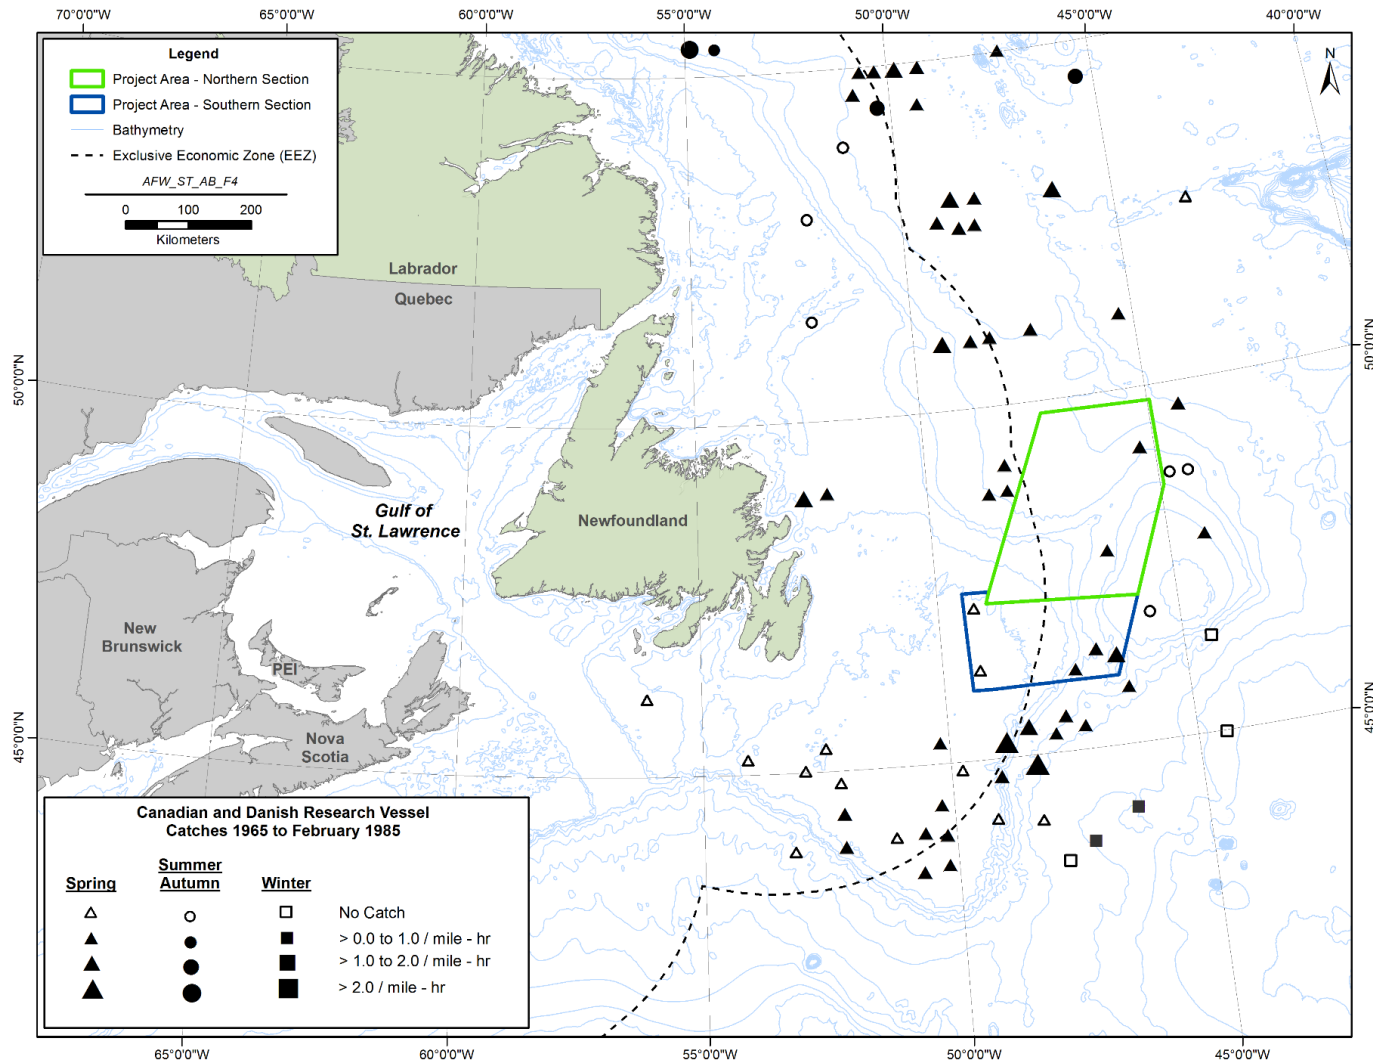 70°0'0"W
65°0'0"W
60°0'0"W
55°0'0"W
50°0'0"W
45°0'0"W
40°0'0"W
Legend
Project Area - Northern Section
Project Area - Southern Section
Bathymetry
Exclusive Economic Zone (EEZ)
AFW_ST_AB_F4
0 100 200
Kilometers
N
Labrador
Quebec
50°0'0"N
50°0'0"N
Gulf of
St. Lawrence
Newfoundland
New
Brunswick
PEI
Nova
Scotia
45°0'0"N
45°0'0"N
Canadian and Danish Research Vessel
Catches 1965 to February 1985
Spring
Summer
Autumn
Winter
No Catch
> 0.0 to 1.0 / mile - hr
> 1.0 to 2.0 / mile - hr
> 2.0 / mile - hr
65°0'0"W
60°0'0"W
55°0'0"W
50°0'0"W
45°0'0"W